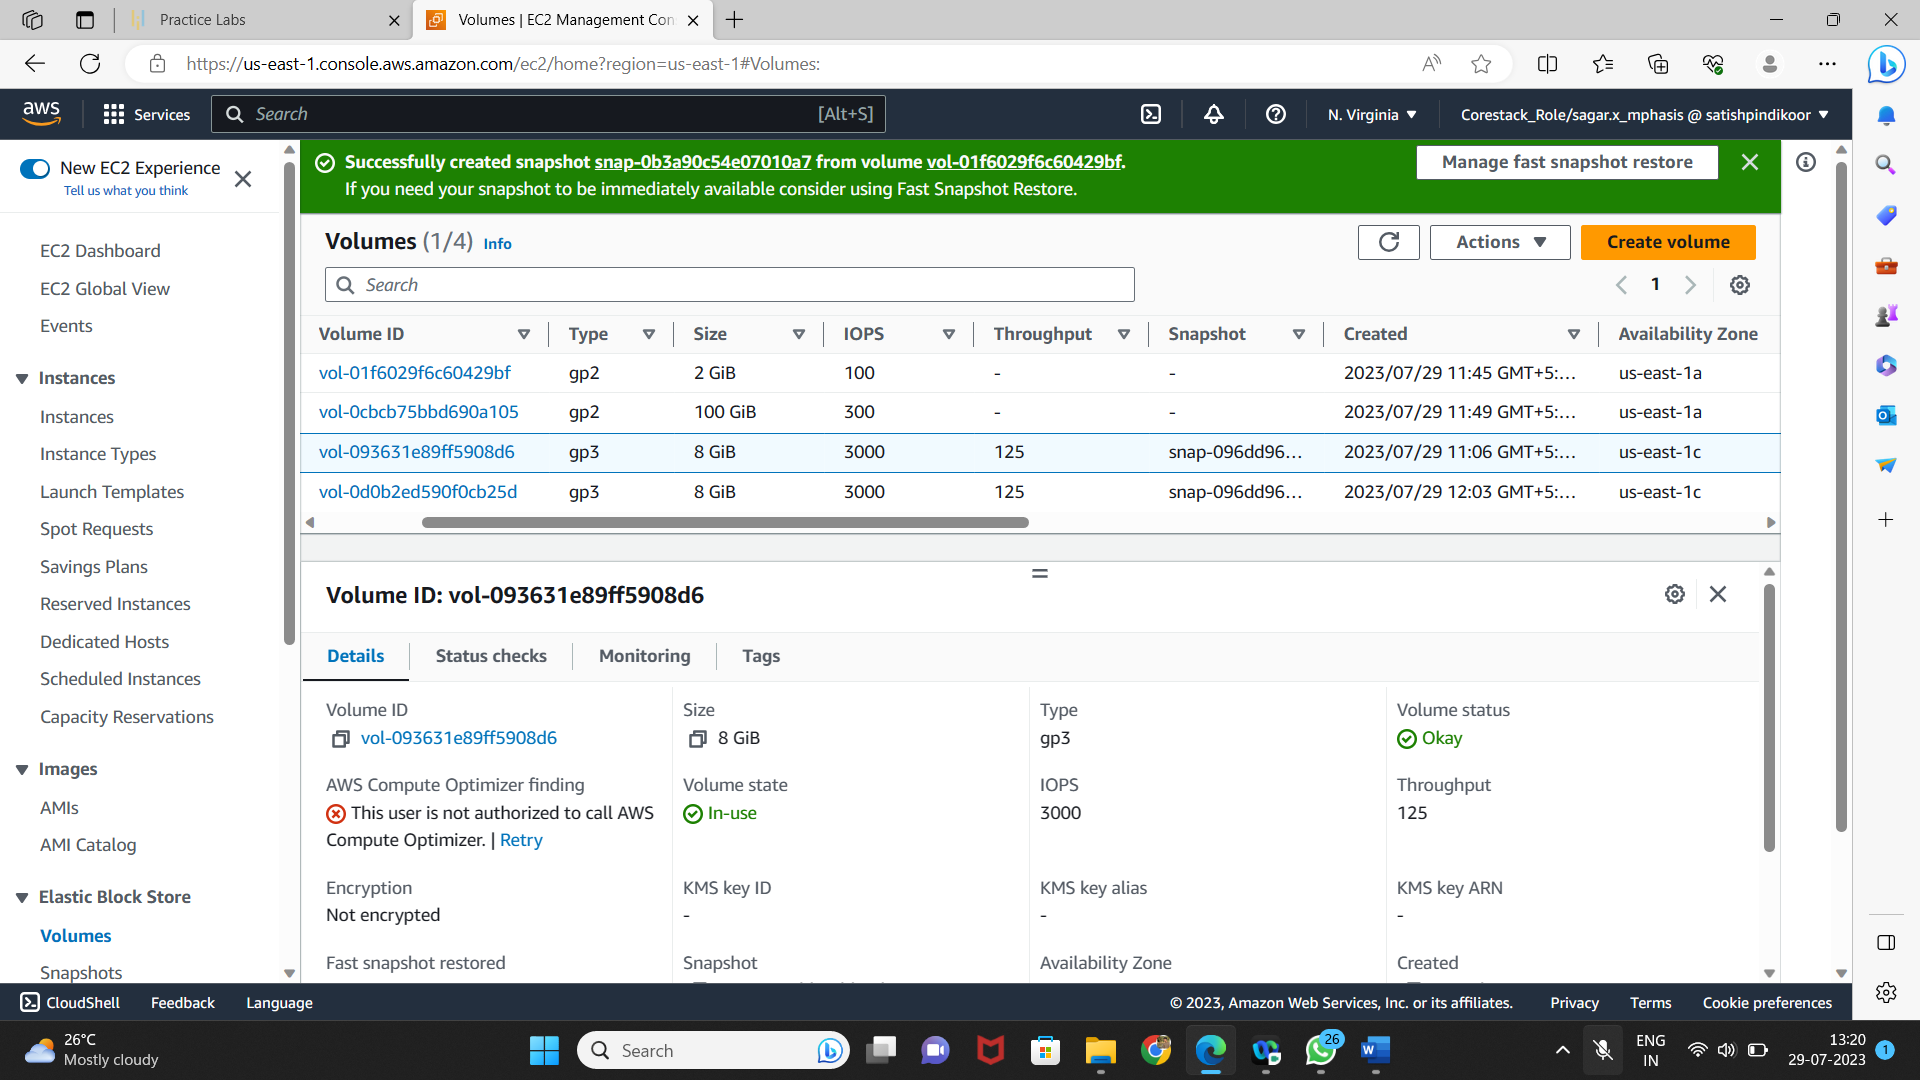 Practice Labs
Volumes | EC2 Management Con
https://us-east-1.console.aws.amazon.com/ec2/home?region=us-east-1#Volumes:
aws
Services
Search
[Alt+S]
N. Virginia
Corestack_Role/sagar.x_mphasis @ satishpindikoor
New EC2 Experience
Tell us what you think
EC2 Dashboard
EC2 Global View
Events
Instances
Instances
Instance Types
Launch Templates
Spot Requests
Savings Plans
Reserved Instances
Dedicated Hosts
Scheduled Instances
Capacity Reservations
Images
AMIs
AMI Catalog
Elastic Block Store
Volumes
Snapshots
Successfully created snapshot snap-0b3a90c54e07010a7 from volume vol-01f6029f6c60429bf.
If you need your snapshot to be immediately available consider using Fast Snapshot Restore.
Manage fast snapshot restore
Volumes (1/4) Info
Actions
Create volume
Search
1
Volume ID Type Size IOPS Throughput Snapshot Created Availability Zone
vol-01f6029f6c60429bf gp2 2 GiB 100 - - 2023/07/29 11:45 GMT+5:... us-east-1a
vol-0cbcb75bbd690a105 gp2 100 GiB 300 - - 2023/07/29 11:49 GMT+5:... us-east-1a
vol-093631e89ff5908d6 gp3 8 GiB 3000 125 snap-096dd96... 2023/07/29 11:06 GMT+5:... us-east-1c
vol-0d0b2ed590f0cb25d gp3 8 GiB 3000 125 snap-096dd96... 2023/07/29 12:03 GMT+5:... us-east-1c
Volume ID: vol-093631e89ff5908d6
Details Status checks Monitoring Tags
Volume ID Size Type Volume status
vol-093631e89ff5908d6 8 GiB gp3 Okay
AWS Compute Optimizer finding Volume state IOPS Throughput
This user is not authorized to call AWS In-use 3000 125
Compute Optimizer. | Retry
Encryption KMS key ID KMS key alias KMS key ARN
Not encrypted - - -
Fast snapshot restored Snapshot Availability Zone Created
CloudShell Feedback Language
© 2023, Amazon Web Services, Inc. or its affiliates. Privacy Terms Cookie preferences
26°C
Mostly cloudy
Search
26
ENG
IN
13:20
29-07-2023
1